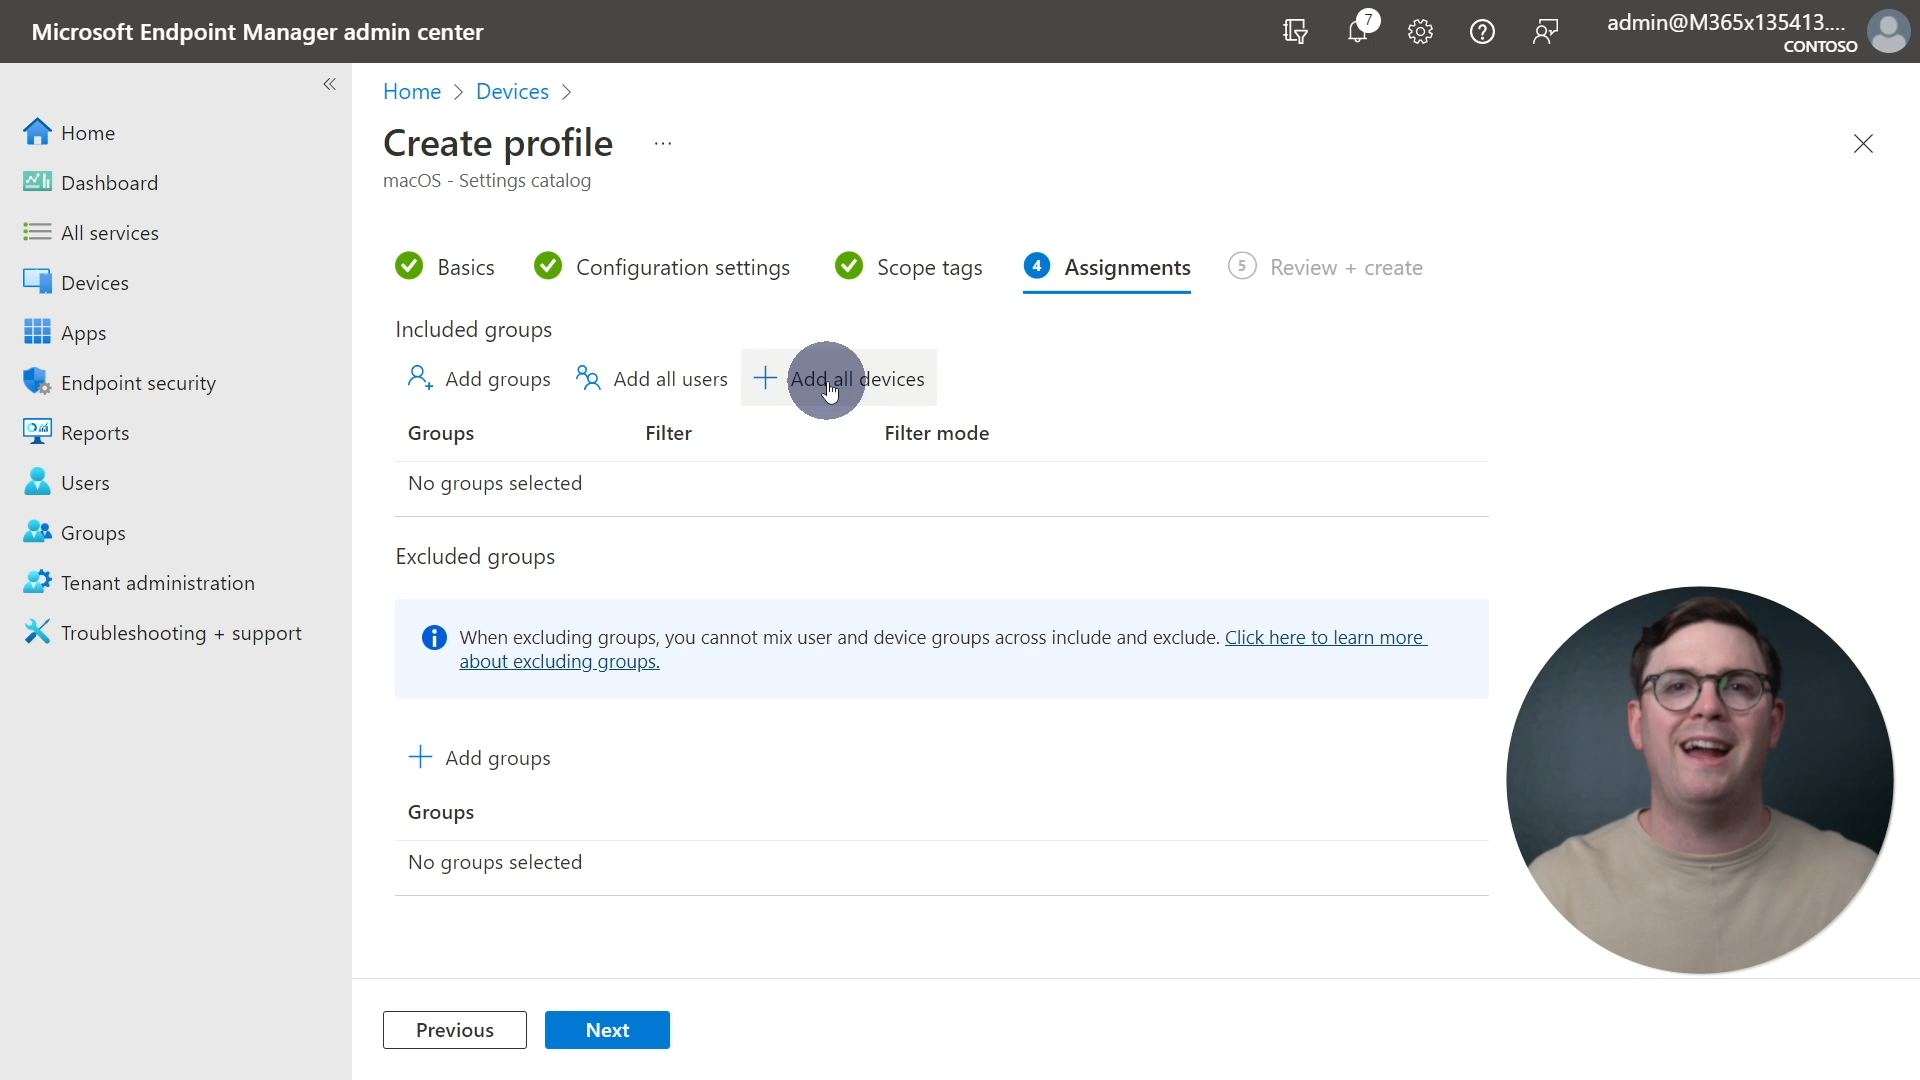 Microsoft Endpoint Manager admin center
7
admin@M365x135413....
CONTOSO
Home
Dashboard
All services
Devices
Apps
Endpoint security
Reports
Users
Groups
Tenant administration
Troubleshooting + support
Home > Devices >
Create profile ...
macOS - Settings catalog
Basics
Configuration settings
Scope tags
4 Assignments
5 Review + create
Included groups
Add groups
Add all users
Add all devices
Groups Filter Filter mode
No groups selected
Excluded groups
When excluding groups, you cannot mix user and device groups across include and exclude. Click here to learn more
about excluding groups.
Add groups
Groups
No groups selected
Previous
Next